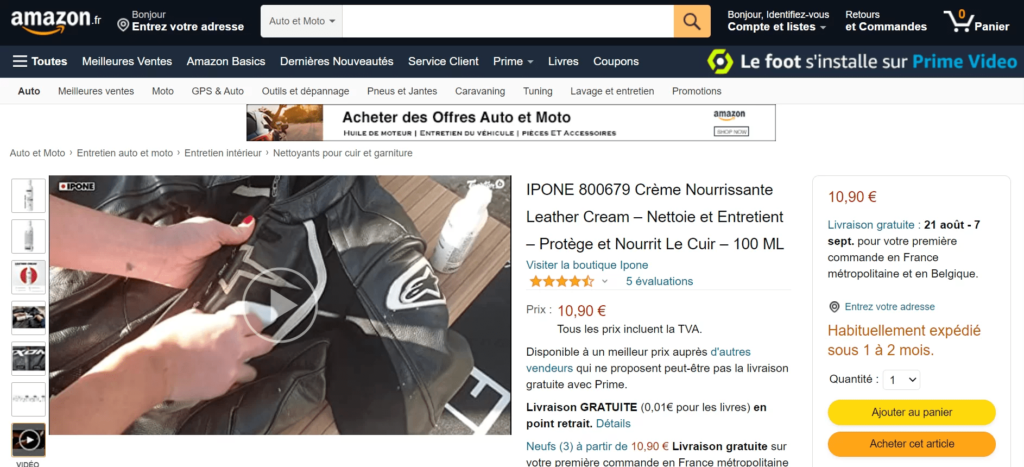 amazon.fr
Bonjour
Entrez votre adresse
Auto et Moto
Bonjour, Identifiez-vous
Compte et listes
Retours
et Commandes
0
Panier
Toutes
Meilleures Ventes
Amazon Basics
Dernières Nouveautés
Service Client
Prime
Livres
Coupons
Le foot s'installe sur Prime Video
Auto
Meilleures ventes
Moto
GPS & Auto
Outils et dépannage
Pneus et Jantes
Caravaning
Tuning
Lavage et entretien
Promotions
Acheter des Offres Auto et Moto
HUILE DE MOTEUR | ENTRETIEN DU VÉHICULE | PIÈCES ET ACCESSOIRES
amazon
SHOP NOW
Auto et Moto › Entretien auto et moto › Entretien intérieur › Nettoyants pour cuir et garniture
IPONE
VIDÉO
IPONE 800679 Crème Nourrissante
Leather Cream – Nettoie et Entretient
– Protège et Nourrit Le Cuir – 100 ML
Visiter la boutique Ipone
5 évaluations
Prix : 10,90 €
Tous les prix incluent la TVA.
Disponible à un meilleur prix auprès d'autres
vendeurs qui ne proposent peut-être pas la livraison
gratuite avec Prime.
Livraison GRATUITE (0,01€ pour les livres) en
point retrait. Détails
Neufs (3) à partir de 10,90 € Livraison gratuite sur
votre première commande en France métropolitaine
10,90 €
Livraison gratuite : 21 août - 7
sept. pour votre première
commande en France
métropolitaine et en Belgique.
Entrez votre adresse
Habituellement expédié
sous 1 à 2 mois.
Quantité : 1
Ajouter au panier
Acheter cet article